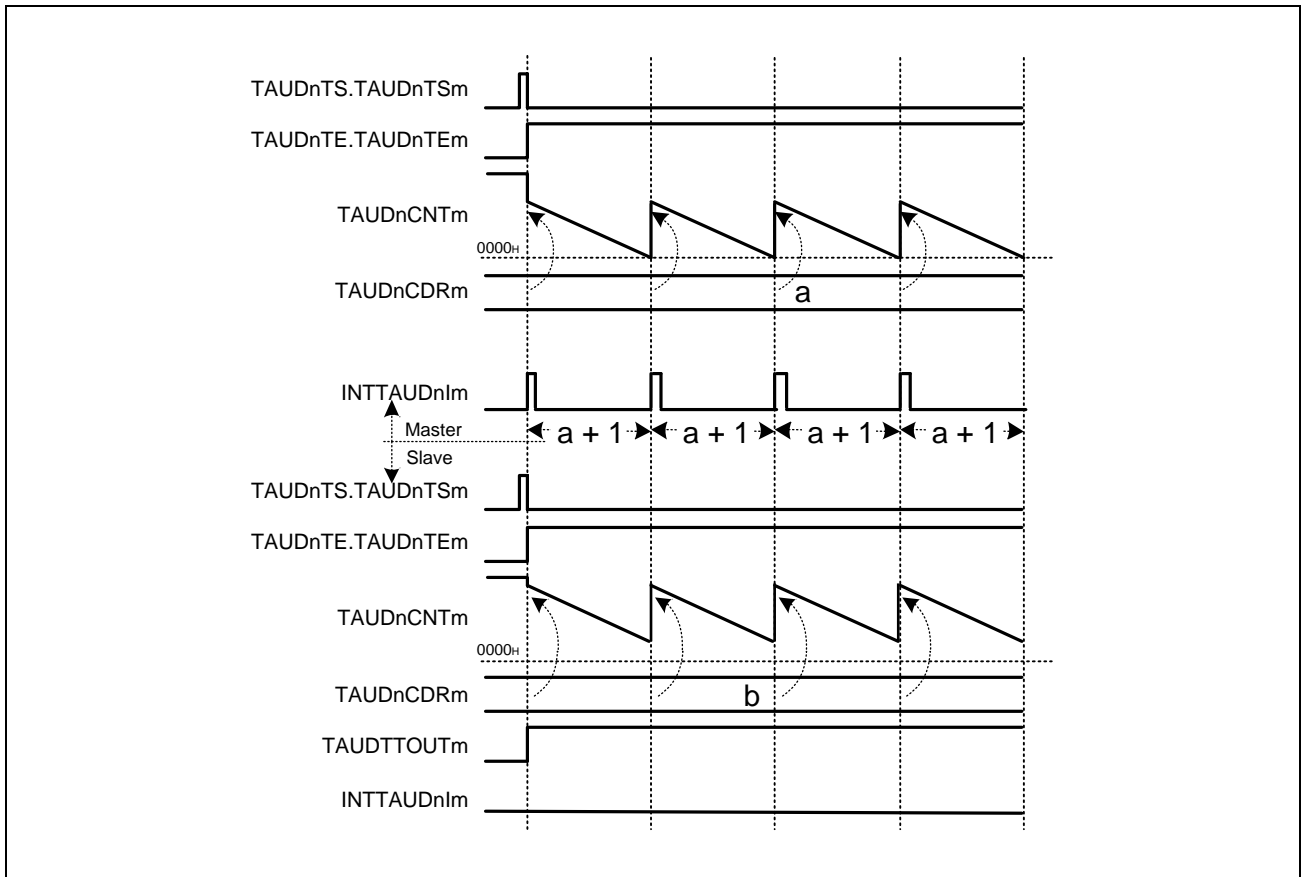 TAUDnTS.TAUDnTSm
TAUDnTE.TAUDnTEm
TAUDnCNTm
0000H
TAUDnCDRm
a
INTTAUDnIm
Master
a + 1 a + 1 a + 1 a + 1
Slave
TAUDnTS.TAUDnTSm
TAUDnTE.TAUDnTEm
TAUDnCNTm
0000H
TAUDnCDRm
b
TAUDTTOUTm
INTTAUDnIm